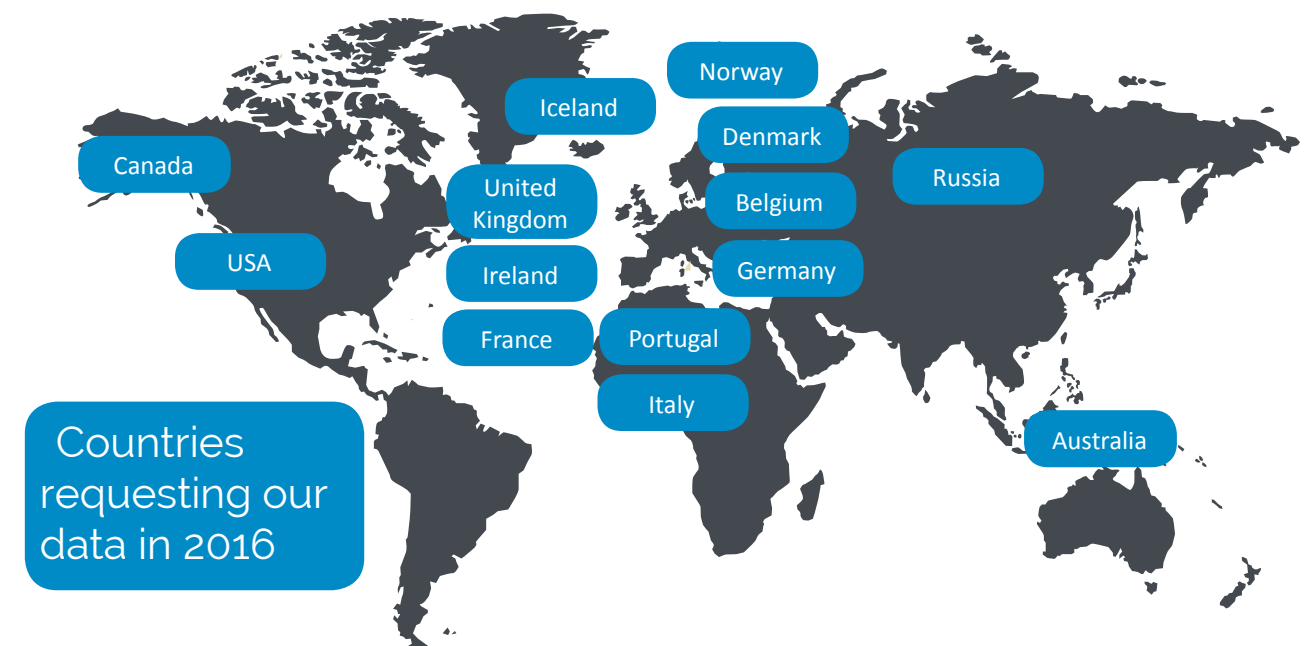 Norway
Iceland
Denmark
Canada
Russia
United
Kingdom
Belgium
USA
Ireland
Germany
France
Portugal
Italy
Australia
Countries
requesting our
data in 2016